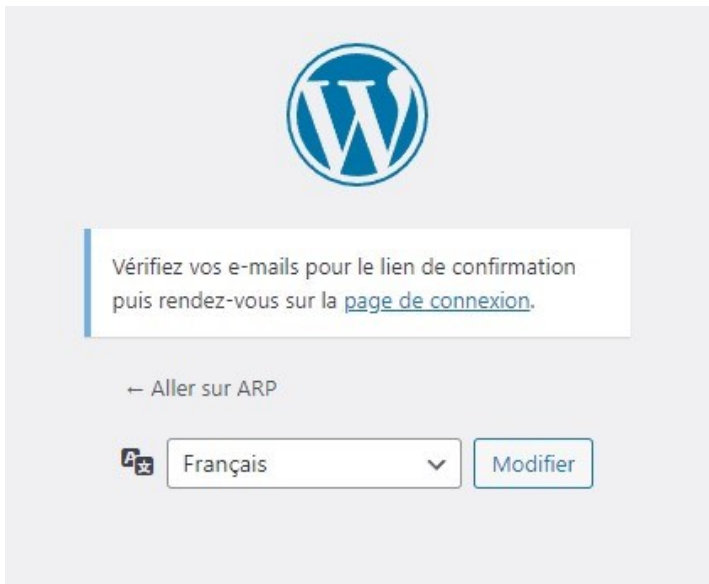 Vérifiez vos e-mails pour le lien de confirmation
puis rendez-vous sur la page de connexion.
← Aller sur ARP
Français
Modifier